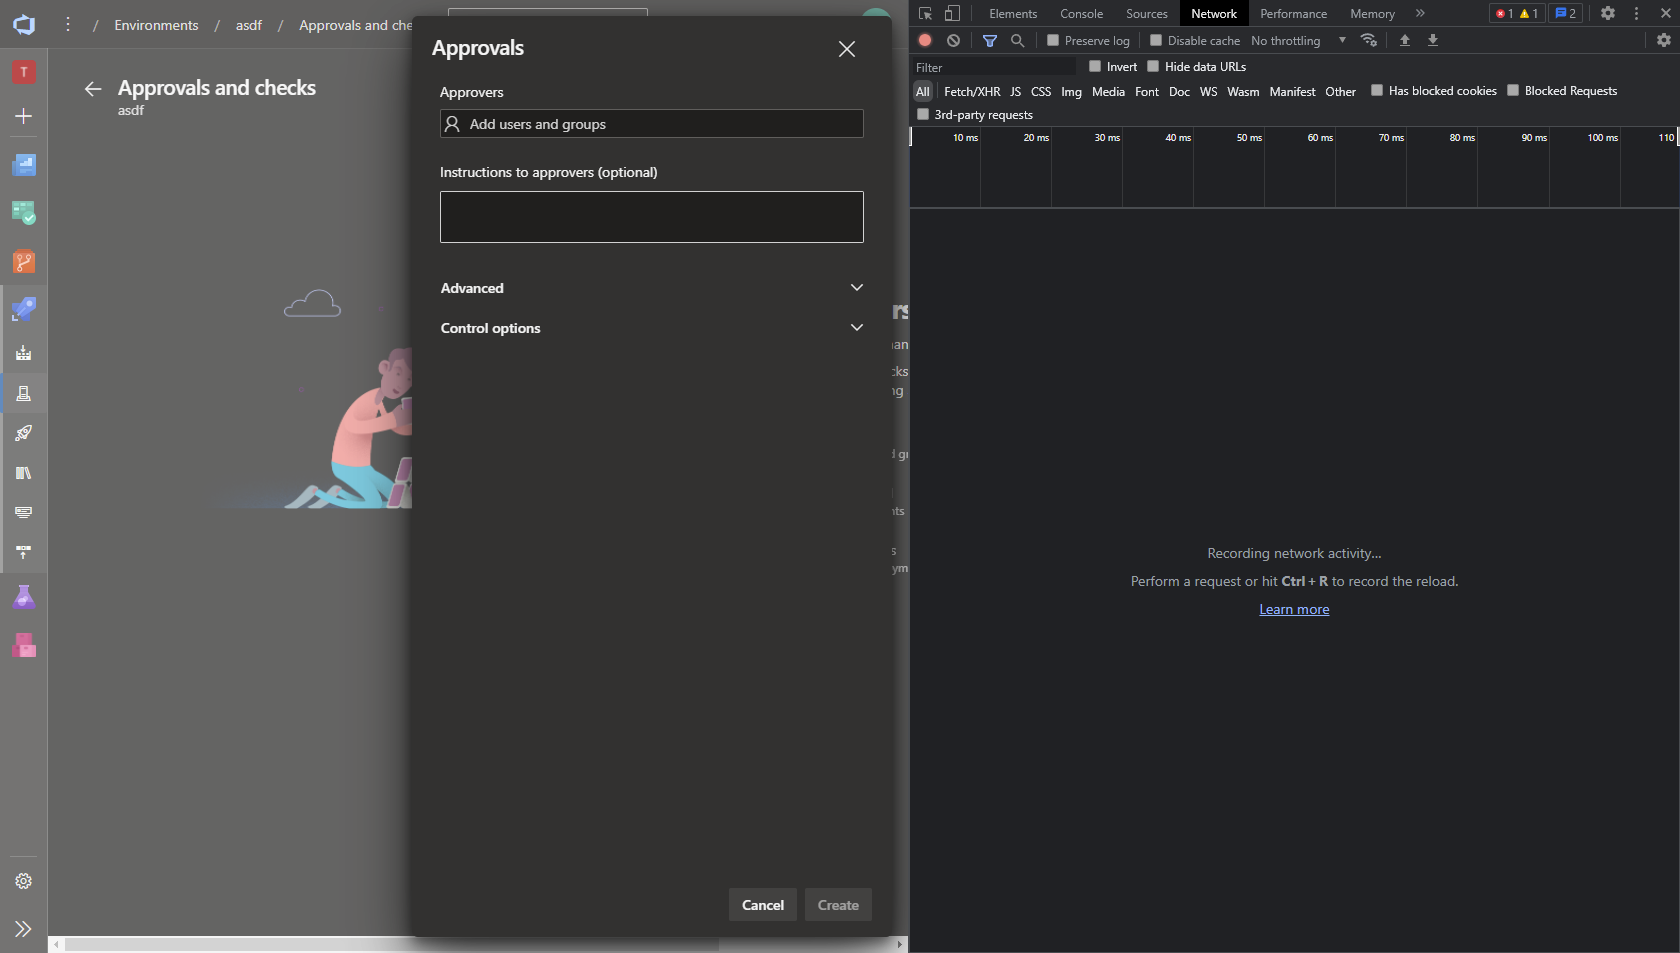 / Environments / asdf / Approvals and che
T
Approvals and checks
asdf
Approvals
Approvers
Add users and groups
Instructions to approvers (optional)
Advanced
Control options
Cancel
Create
Elements Console Sources Network Performance Memory 1 1 2
Preserve log Disable cache No throttling
Filter Invert Hide data URLs
All Fetch/XHR JS CSS Img Media Font Doc WS Wasm Manifest Other Has blocked cookies Blocked Requests
3rd-party requests
10 ms 20 ms 30 ms 40 ms 50 ms 60 ms 70 ms 80 ms 90 ms 100 ms 110
Recording network activity...
Perform a request or hit Ctrl + R to record the reload.
Learn more